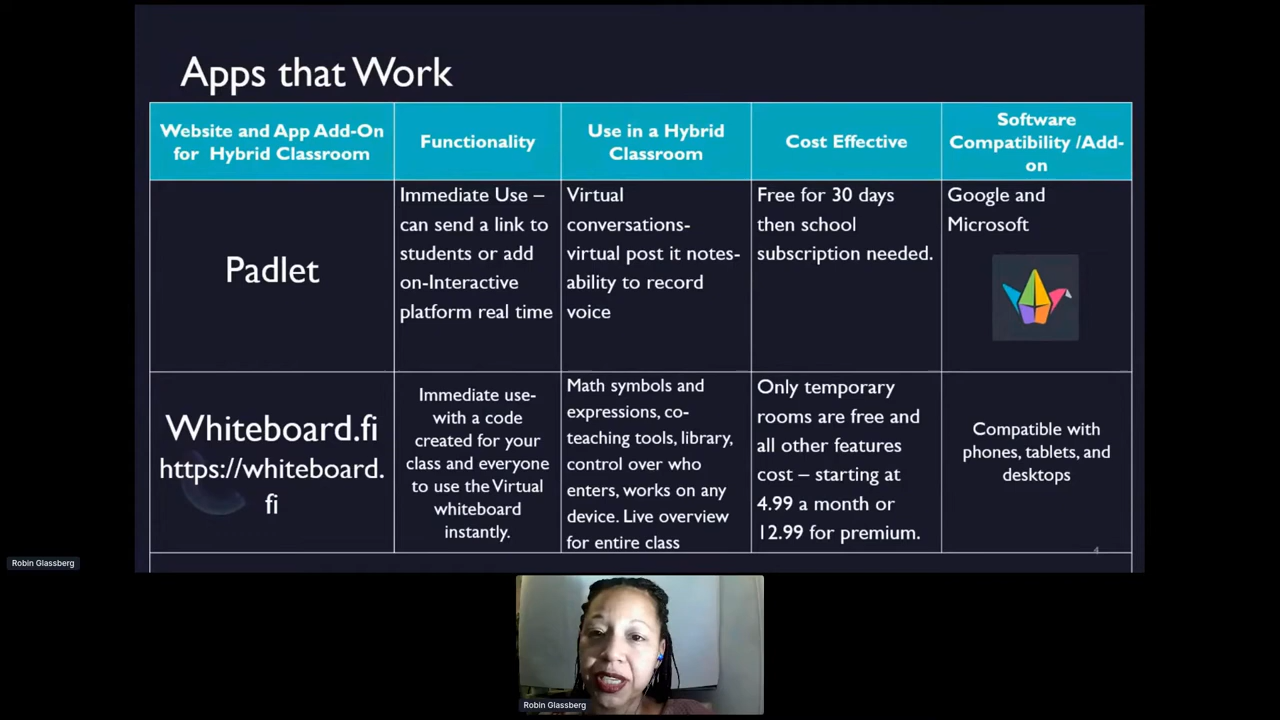 Apps that Work
Website and App Add-On
for Hybrid Classroom
Functionality
Use in a Hybrid
Classroom
Cost Effective
Software
Compatibility /Add-
on
Padlet
Immediate Use –
can send a link to
students or add
on-Interactive
platform real time
Virtual
conversations-
virtual post it notes-
ability to record
voice
Free for 30 days
then school
subscription needed.
Google and
Microsoft
Whiteboard.fi
https://whiteboard.
fi
Immediate use-
with a code
created for your
class and everyone
to use the Virtual
whiteboard
instantly.
Math symbols and
expressions, co-
teaching tools, library,
control over who
enters, works on any
device. Live overview
for entire class
Only temporary
rooms are free and
all other features
cost – starting at
4.99 a month or
12.99 for premium.
Compatible with
phones, tablets, and
desktops
4
Robin Glassberg
Robin Glassberg